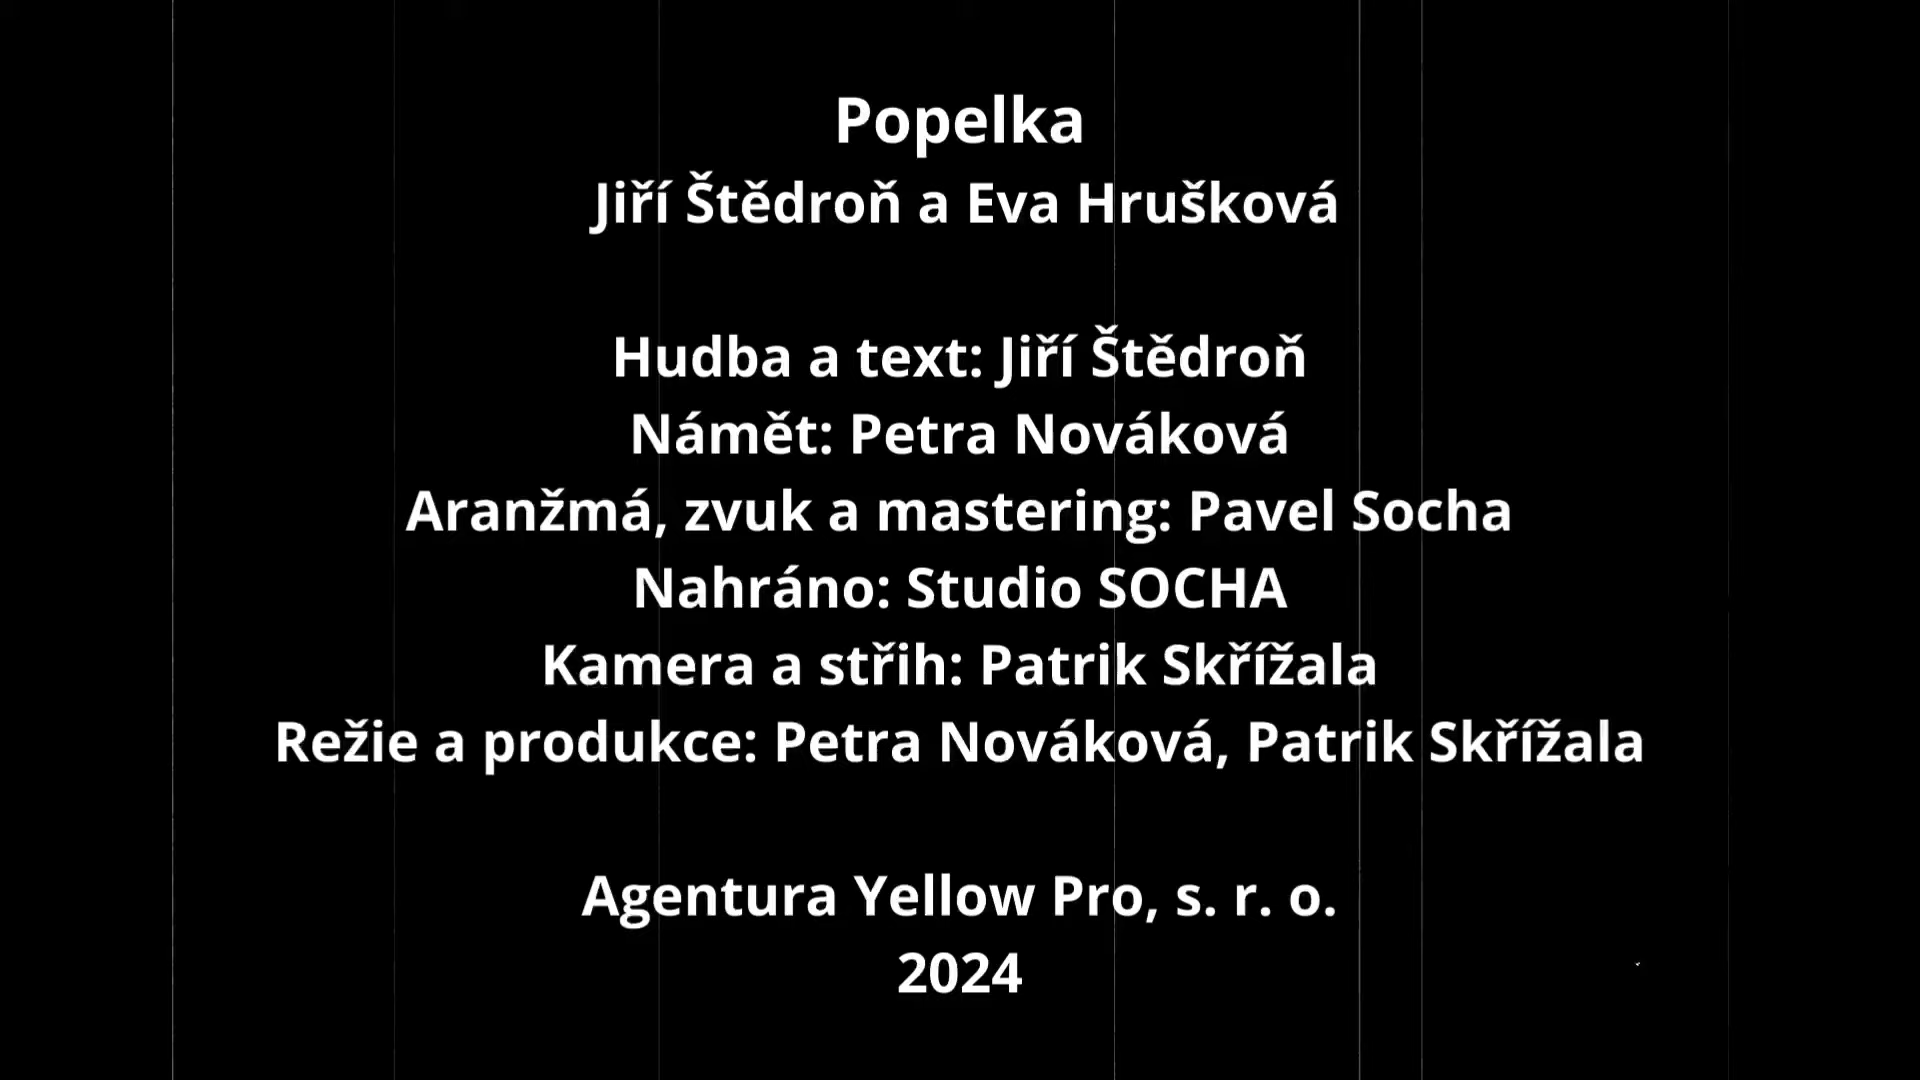 Popelka
Jiří Štědroň a Eva Hrušková
Hudba a text: Jiří Štědroň
Námět: Petra Nováková
Aranžmá, zvuk a mastering: Pavel Socha
Nahráno: Studio SOCHA
Kamera a střih: Patrik Skřížala
Režie a produkce: Petra Nováková, Patrik Skřížala
Agentura Yellow Pro, s. r. o.
2024